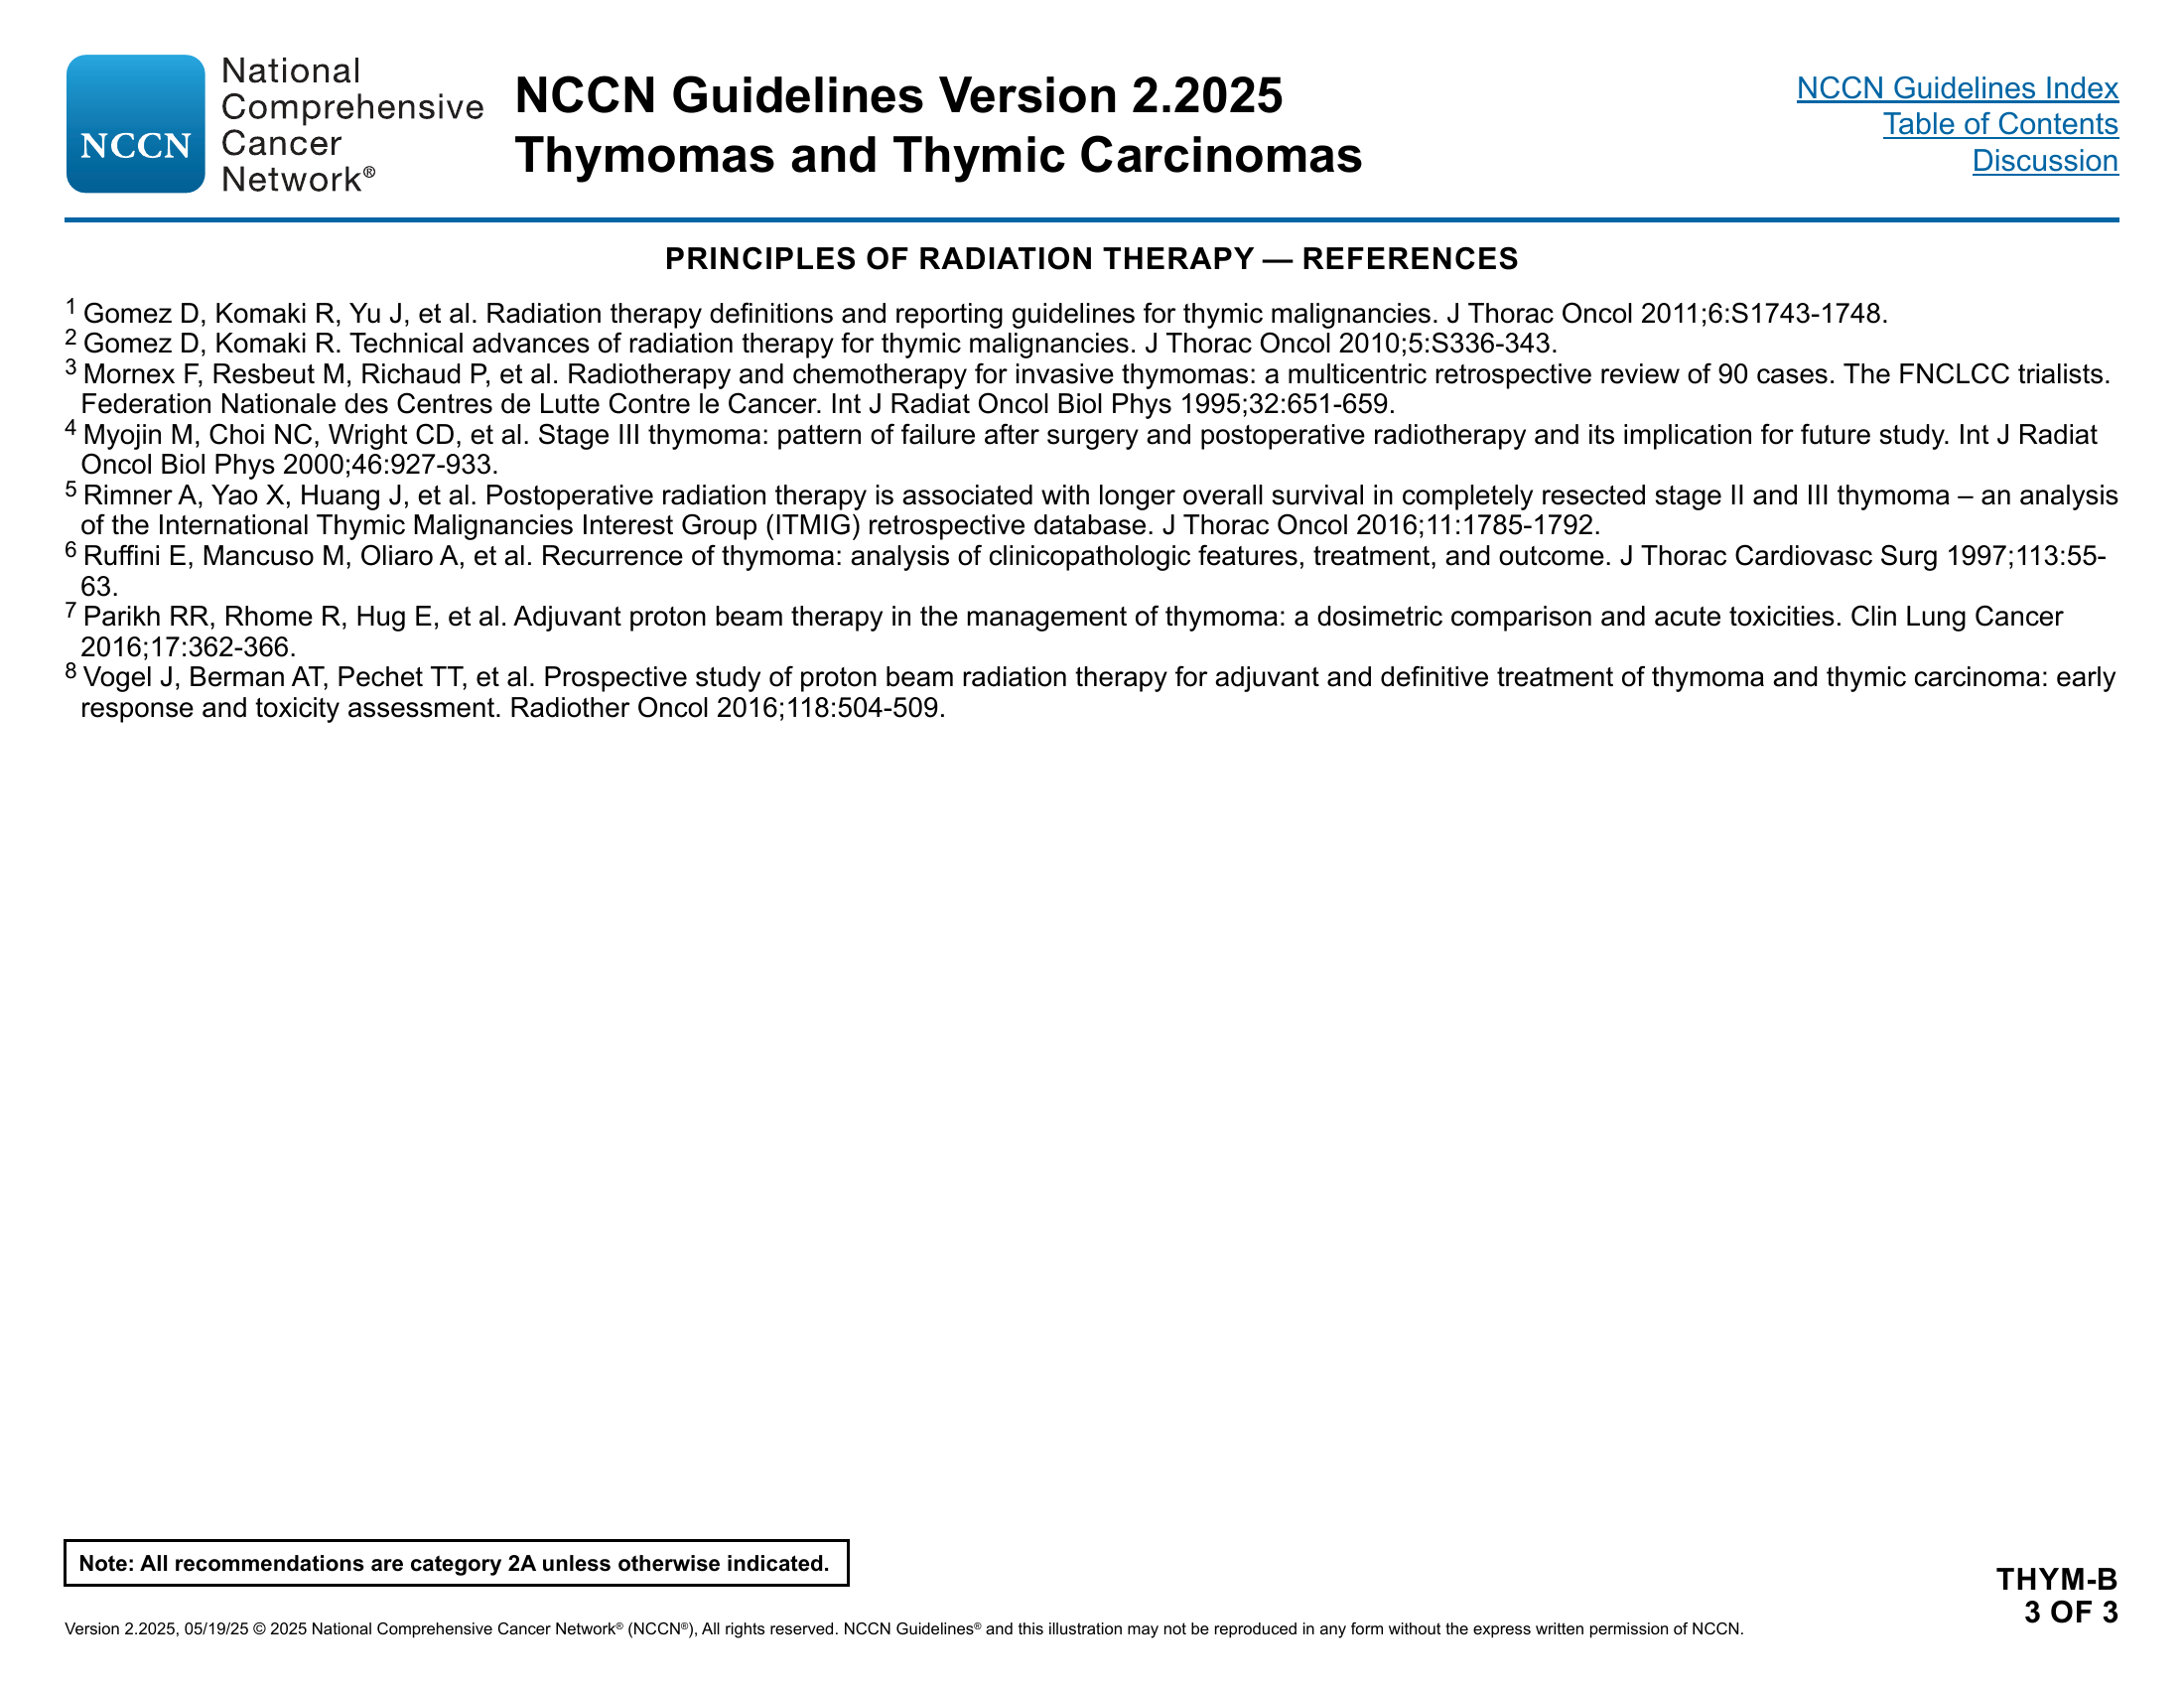 NCCN
National
Comprehensive
Cancer
Network®
NCCN Guidelines Version 2.2025
Thymomas and Thymic Carcinomas
NCCN Guidelines Index
Table of Contents
Discussion
PRINCIPLES OF RADIATION THERAPY — REFERENCES
1 Gomez D, Komaki R, Yu J, et al. Radiation therapy definitions and reporting guidelines for thymic malignancies. J Thorac Oncol 2011;6:S1743-1748.
2 Gomez D, Komaki R. Technical advances of radiation therapy for thymic malignancies. J Thorac Oncol 2010;5:S336-343.
3 Mornex F, Resbeut M, Richaud P, et al. Radiotherapy and chemotherapy for invasive thymomas: a multicentric retrospective review of 90 cases. The FNCLCC trialists.
Federation Nationale des Centres de Lutte Contre le Cancer. Int J Radiat Oncol Biol Phys 1995;32:651-659.
4 Myojin M, Choi NC, Wright CD, et al. Stage III thymoma: pattern of failure after surgery and postoperative radiotherapy and its implication for future study. Int J Radiat
Oncol Biol Phys 2000;46:927-933.
5 Rimner A, Yao X, Huang J, et al. Postoperative radiation therapy is associated with longer overall survival in completely resected stage II and III thymoma – an analysis
of the International Thymic Malignancies Interest Group (ITMIG) retrospective database. J Thorac Oncol 2016;11:1785-1792.
6 Ruffini E, Mancuso M, Oliaro A, et al. Recurrence of thymoma: analysis of clinicopathologic features, treatment, and outcome. J Thorac Cardiovasc Surg 1997;113:55-
63.
7 Parikh RR, Rhome R, Hug E, et al. Adjuvant proton beam therapy in the management of thymoma: a dosimetric comparison and acute toxicities. Clin Lung Cancer
2016;17:362-366.
8 Vogel J, Berman AT, Pechet TT, et al. Prospective study of proton beam radiation therapy for adjuvant and definitive treatment of thymoma and thymic carcinoma: early
response and toxicity assessment. Radiother Oncol 2016;118:504-509.
Note: All recommendations are category 2A unless otherwise indicated.
THYM-B
3 OF 3
Version 2.2025, 05/19/25 © 2025 National Comprehensive Cancer Network® (NCCN®), All rights reserved. NCCN Guidelines® and this illustration may not be reproduced in any form without the express written permission of NCCN.